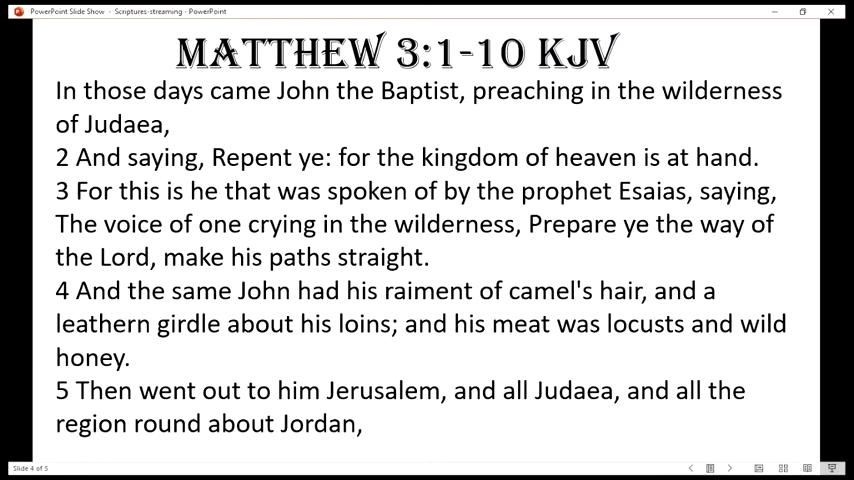 PowerPoint Slide Show - Scriptures-streaming - PowerPoint
MATTHEW 3:1-10 KJV
In those days came John the Baptist, preaching in the wilderness
of Judaea,
2 And saying, Repent ye: for the kingdom of heaven is at hand.
3 For this is he that was spoken of by the prophet Esaias, saying,
The voice of one crying in the wilderness, Prepare ye the way of
the Lord, make his paths straight.
4 And the same John had his raiment of camel's hair, and a
leathern girdle about his loins; and his meat was locusts and wild
honey.
5 Then went out to him Jerusalem, and all Judaea, and all the
region round about Jordan,
Slide 4 of 5